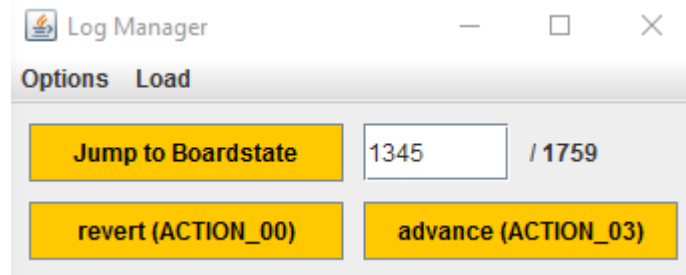 Log Manager
Options Load
Jump to Boardstate 1345 / 1759
revert (ACTION_00) advance (ACTION_03)